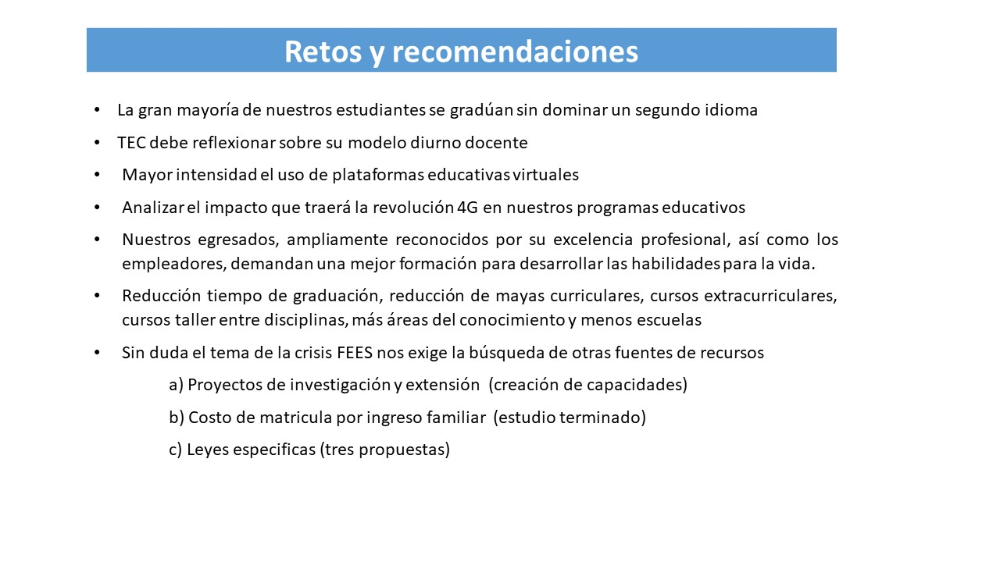 Retos y recomendaciones
• La gran mayoría de nuestros estudiantes se gradúan sin dominar un segundo idioma
• TEC debe reflexionar sobre su modelo diurno docente
• Mayor intensidad el uso de plataformas educativas virtuales
• Analizar el impacto que traerá la revolución 4G en nuestros programas educativos
• Nuestros egresados, ampliamente reconocidos por su excelencia profesional, así como los
empleadores, demandan una mejor formación para desarrollar las habilidades para la vida.
• Reducción tiempo de graduación, reducción de mayas curriculares, cursos extracurriculares,
cursos taller entre disciplinas, más áreas del conocimiento y menos escuelas
• Sin duda el tema de la crisis FEES nos exige la búsqueda de otras fuentes de recursos
a) Proyectos de investigación y extensión (creación de capacidades)
b) Costo de matricula por ingreso familiar (estudio terminado)
c) Leyes especificas (tres propuestas)